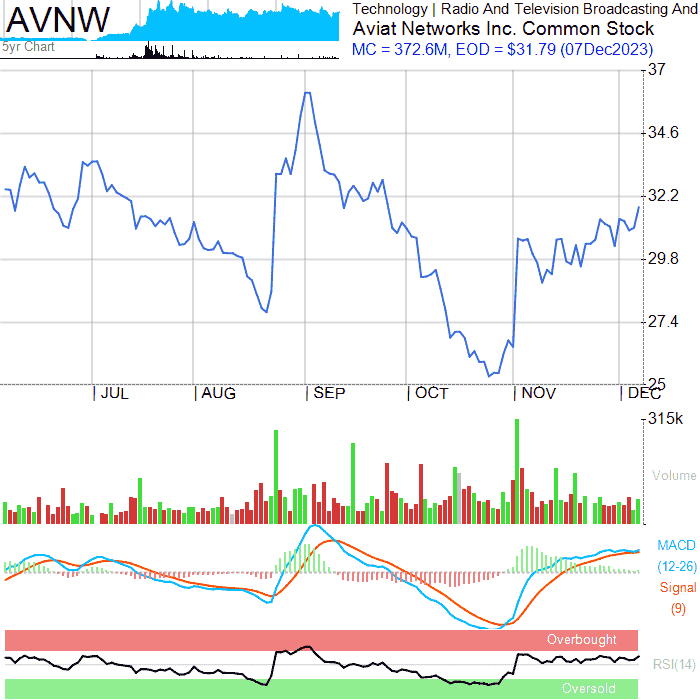 AVNW
5yr Chart
Technology | Radio And Television Broadcasting And
Aviat Networks Inc. Common Stock
MC = 372.6M, EOD = $31.79 (07Dec2023)
37
34.6
32.2
29.8
27.4
25
JUL AUG SEP OCT NOV DEC
315k
Volume
MACD
(12-26)
Signal
(9)
Overbought
RSI(14)
Oversold